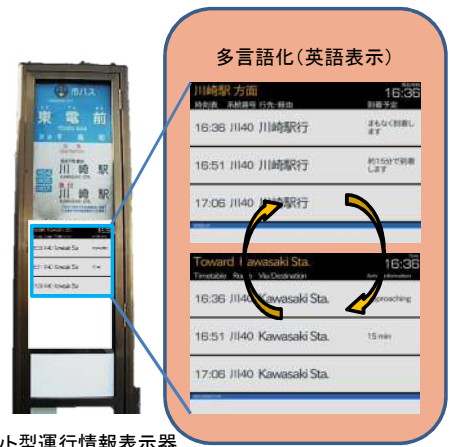 多言語化(英語表示)
市バス
東電前
川崎駅
川崎駅
川崎駅 方面
16:36
時刻表 系統番号 行先・経由 到着予定
16:36 川40 川崎駅行 まもなく到着し
ます
16:51 川40 川崎駅行 約15分で到着
します
17:06 川40 川崎駅行
Toward Kawasaki Sta.
16:36
Timetable Via/Destination
16:36 川40 Kawasaki Sta. Approaching
16:51 川40 Kawasaki Sta. 15 min
17:06 川40 Kawasaki Sta.
ット型運行情報表示器